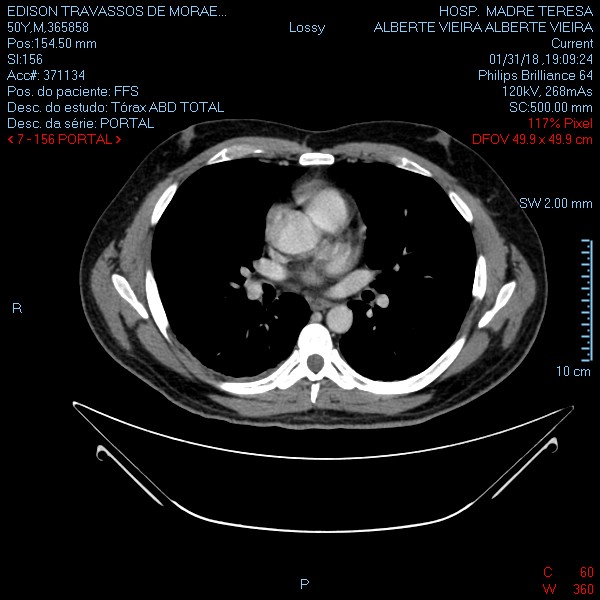 EDISON TRAVASSOS DE MORAE...
50Y,M,365858
Pos:154.50 mm
SI:156
Acc#: 371134
Pos. do paciente: FFS
Desc. do estudo: Tórax ABD TOTAL
Desc. da série: PORTAL
< 7 - 156 PORTAL >
Lossy
HOSP. MADRE TERESA
ALBERTE VIEIRA ALBERTE VIEIRA
Current
01/31/18 ,19:09:24
Philips Brilliance 64
120kV, 268mAs
SC:500.00 mm
117% Pixel
DFOV 49.9 x 49.9 cm
SW 2.00 mm
R
10 cm
P
C 60
W 360